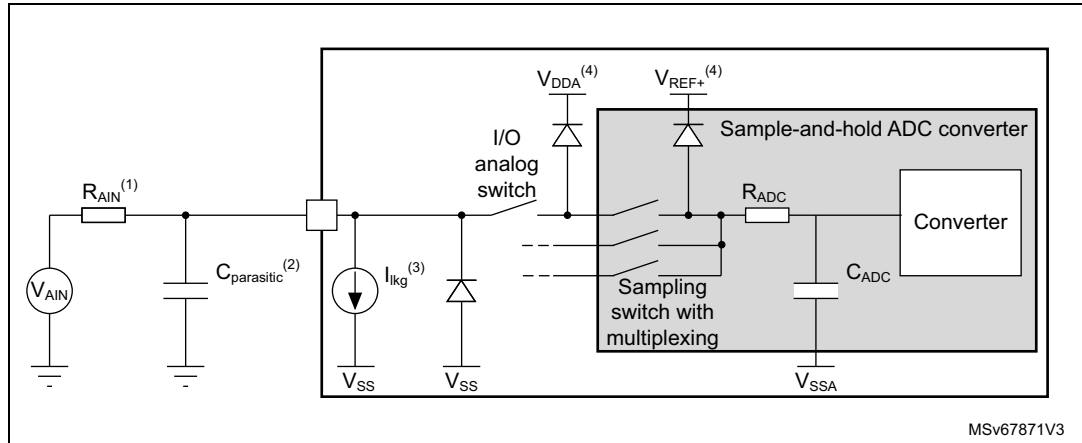 V_DDA(4)
V_REF+(4)
Sample-and-hold ADC converter
I/O
analog
switch
R_AIN(1)
R_ADC
Converter
V_AIN
C_parasitic(2)
I_lkg(3)
C_ADC
Sampling
switch with
multiplexing
V_SS
V_SS
V_SSA
MSv67871V3